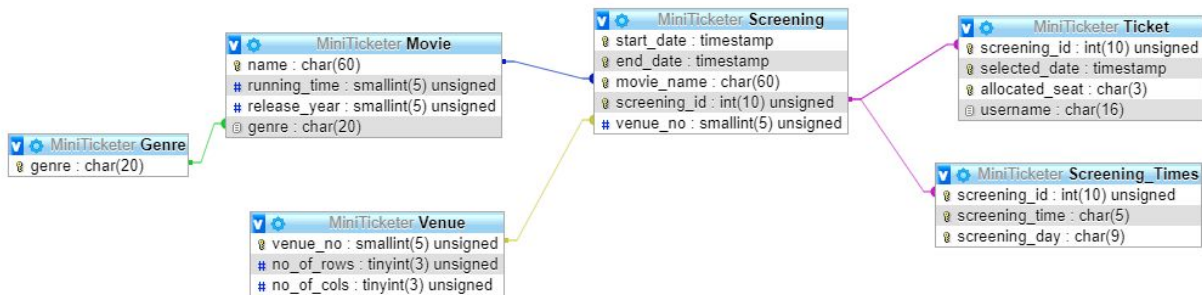 MiniTicketer Movie
name : char(60)
# running_time : smallint(5) unsigned
# release_year : smallint(5) unsigned
genre : char(20)
MiniTicketer Genre
genre : char(20)
MiniTicketer Venue
venue_no : smallint(5) unsigned
# no_of_rows : tinyint(3) unsigned
# no_of_cols : tinyint(3) unsigned
MiniTicketer Screening
start_date : timestamp
end_date : timestamp
movie_name : char(60)
screening_id : int(10) unsigned
# venue_no : smallint(5) unsigned
MiniTicketer Ticket
screening_id : int(10) unsigned
selected_date : timestamp
allocated_seat : char(3)
username : char(16)
MiniTicketer Screening_Times
screening_id : int(10) unsigned
screening_time : char(5)
screening_day : char(9)